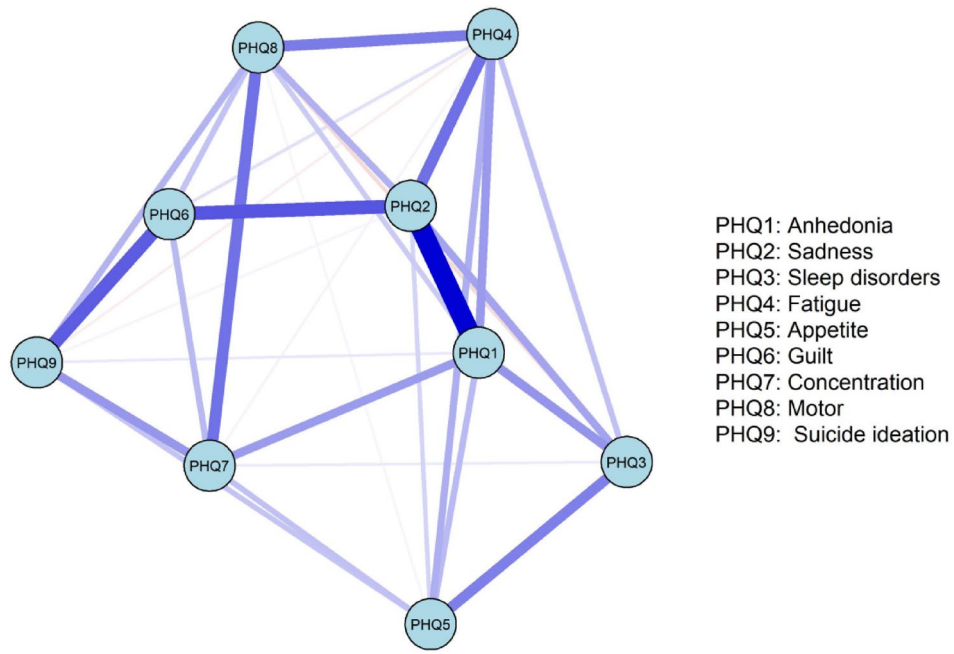 PHQ8
PHQ4
PHQ6
PHQ2
PHQ9
PHQ1
PHQ7
PHQ3
PHQ5
PHQ1: Anhedonia
PHQ2: Sadness
PHQ3: Sleep disorders
PHQ4: Fatigue
PHQ5: Appetite
PHQ6: Guilt
PHQ7: Concentration
PHQ8: Motor
PHQ9:  Suicide ideation